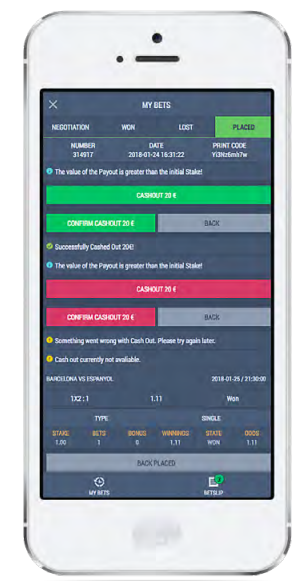 MY BETS
NEGOTIATION WON LOST PLACED
NUMBER DATE PRINT CODE
314917 2018-01-24 16:31:22 Yi3Nz6mh7w
The value of the Payout is greater than the initial Stake!
CASHOUT 20 €
CONFIRM CASHOUT 20 € BACK
Successfully Cashed Out 20€!
The value of the Payout is greater than the initial Stake!
CASHOUT 20 €
CONFIRM CASHOUT 20 € BACK
Something went wrong with Cash Out. Please try again later.
Cash out currently not available.
BARCELONA VS ESPANYOL 2018-01-25 / 21:30:00
1X2 : 1 1.11 Won
TYPE SINGLE
STAKE BETS BONUS WINNINGS STATE ODDS
1.00 1 0 1.11 WON 1.11
BACK PLACED
MY BETS BETSLIP